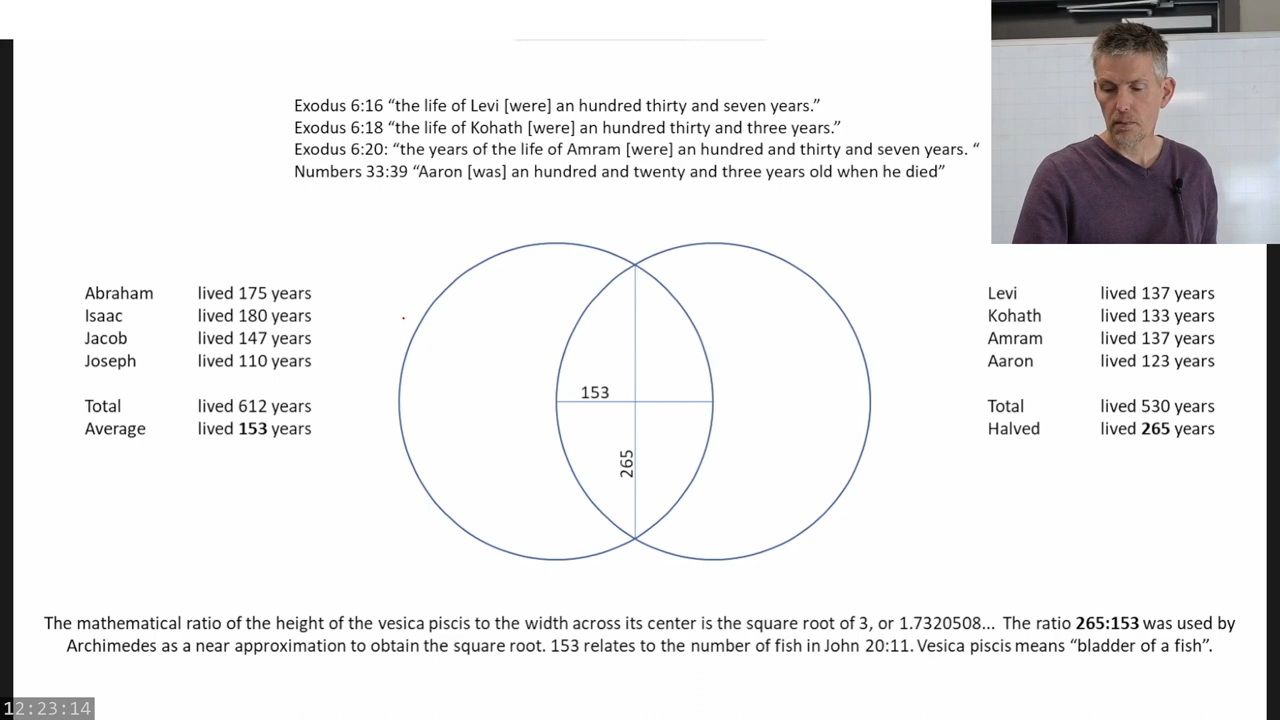 Exodus 6:16 “the life of Levi [were] an hundred thirty and seven years.”
Exodus 6:18 “the life of Kohath [were] an hundred thirty and three years.”
Exodus 6:20: “the years of the life of Amram [were] an hundred and thirty and seven years. “
Numbers 33:39 “Aaron [was] an hundred and twenty and three years old when he died”
Abraham lived 175 years
Isaac lived 180 years
Jacob lived 147 years
Joseph lived 110 years
Total lived 612 years
Average lived 153 years
153
265
Levi lived 137 years
Kohath lived 133 years
Amram lived 137 years
Aaron lived 123 years
Total lived 530 years
Halved lived 265 years
The mathematical ratio of the height of the vesica piscis to the width across its center is the square root of 3, or 1.7320508... The ratio 265:153 was used by
Archimedes as a near approximation to obtain the square root. 153 relates to the number of fish in John 20:11. Vesica piscis means “bladder of a fish”.
12:23:14